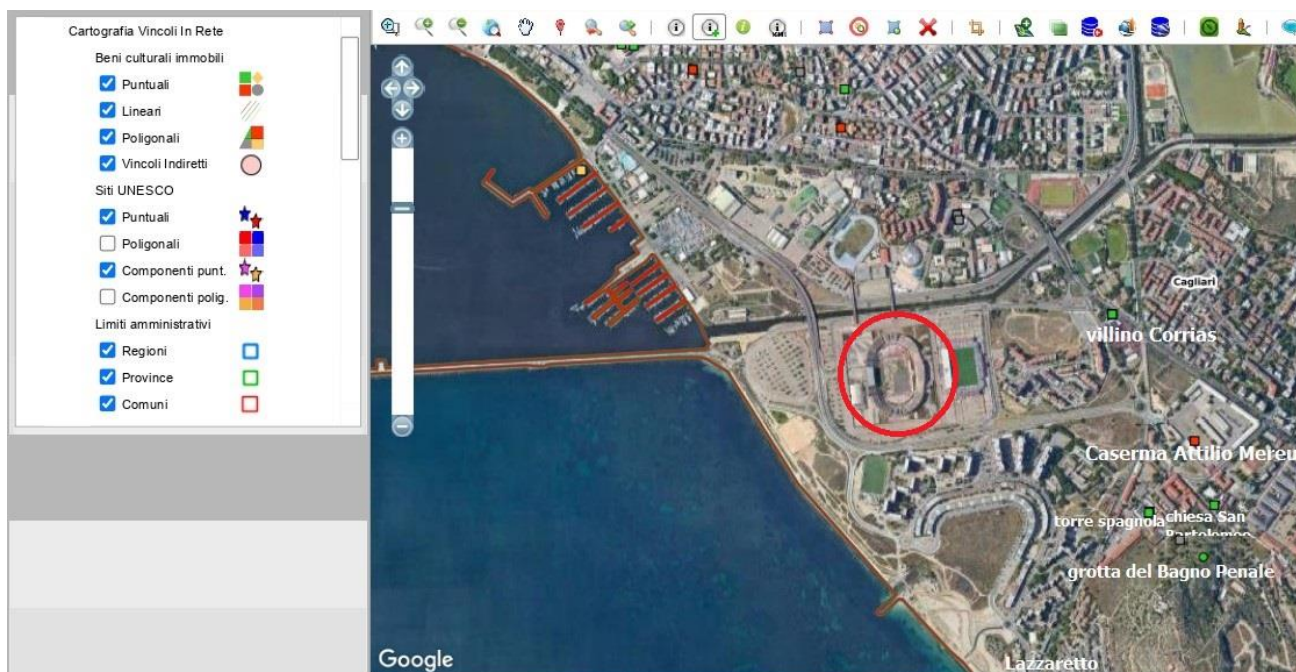 Cartografia Vincoli In Rete
Beni culturali immobili
Puntuali
Lineari
Poligonali
Vincoli Indiretti
Siti UNESCO
Puntuali
Poligonali
Componenti punt.
Componenti polig.
Limiti amministrativi
Regioni
Province
Comuni
Cagliari
villino Corrias
Caserma Attilio Mereu
torre spagnola
chiesa San
Bartolomeo
grotta del Bagno Penale
Lazzaretto
Google